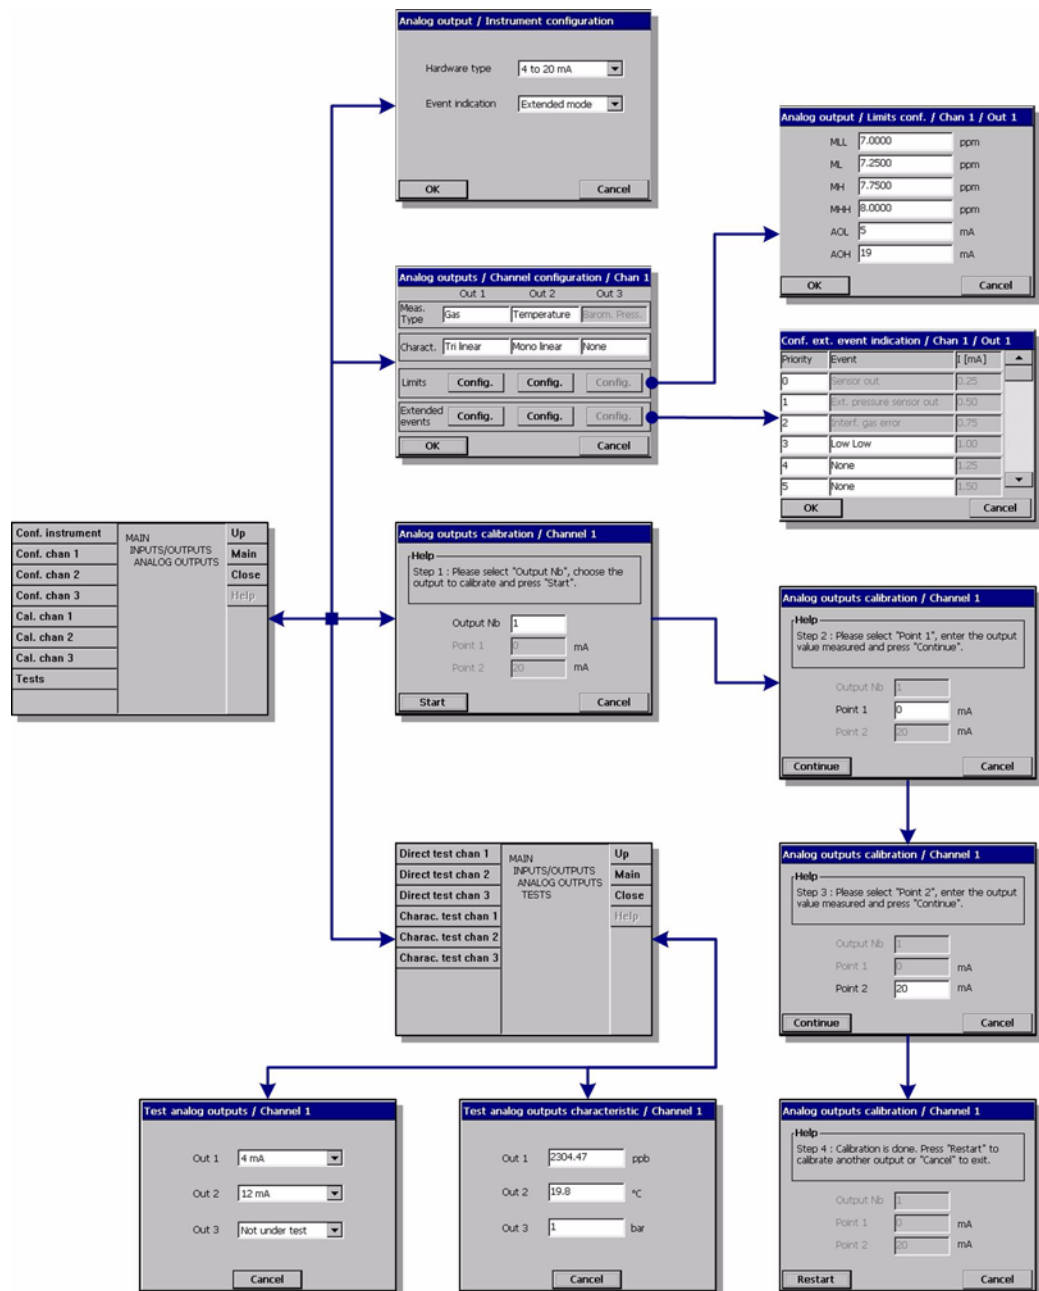 Analog output / Instrument configuration
Hardware type 4 to 20 mA
Event indication Extended mode
OK Cancel
Analog output / Limits conf. / Chan 1 / Out 1
MLL 7.0000 ppm
ML 7.2500 ppm
MH 7.7500 ppm
MHH 8.0000 ppm
AOL 5 mA
AOH 19 mA
OK Cancel
Analog outputs / Channel configuration / Chan 1
Out 1 Out 2 Out 3
Meas. Type Gas Temperature Barom. Press.
Charact. Tri linear Mono linear None
Limits Config. Config. Config.
Extended events Config. Config. Config.
OK Cancel
Conf. ext. event indication / Chan 1 / Out 1
Priority Event I [mA]
0 Sensor out 0.25
1 Ext. pressure sensor out 0.50
2 Interf. gas error 0.75
3 Low Low 1.00
4 None 1.25
5 None 1.50
OK Cancel
Conf. instrument
Conf. chan 1
Conf. chan 2
Conf. chan 3
Cal. chan 1
Cal. chan 2
Cal. chan 3
Tests
MAIN
INPUTS/OUTPUTS
ANALOG OUTPUTS
Up
Main
Close
Help
Analog outputs calibration / Channel 1
Help
Step 1 : Please select "Output Nb", choose the
output to calibrate and press "Start".
Output Nb 1
Point 1 0 mA
Point 2 20 mA
Start Cancel
Analog outputs calibration / Channel 1
Help
Step 2 : Please select "Point 1", enter the output
value measured and press "Continue".
Output Nb 1
Point 1 0 mA
Point 2 20 mA
Continue Cancel
Direct test chan 1
Direct test chan 2
Direct test chan 3
Charac. test chan 1
Charac. test chan 2
Charac. test chan 3
MAIN
INPUTS/OUTPUTS
ANALOG OUTPUTS
TESTS
Up
Main
Close
Help
Analog outputs calibration / Channel 1
Help
Step 3 : Please select "Point 2", enter the output
value measured and press "Continue".
Output Nb 1
Point 1 0 mA
Point 2 20 mA
Continue Cancel
Test analog outputs / Channel 1
Out 1 4 mA
Out 2 12 mA
Out 3 Not under test
Cancel
Test analog outputs characteristic / Channel 1
Out 1 2304.47 ppb
Out 2 19.8 °C
Out 3 1 bar
Cancel
Analog outputs calibration / Channel 1
Help
Step 4 : Calibration is done. Press "Restart" to
calibrate another output or "Cancel" to exit.
Output Nb 1
Point 1 0 mA
Point 2 20 mA
Restart Cancel